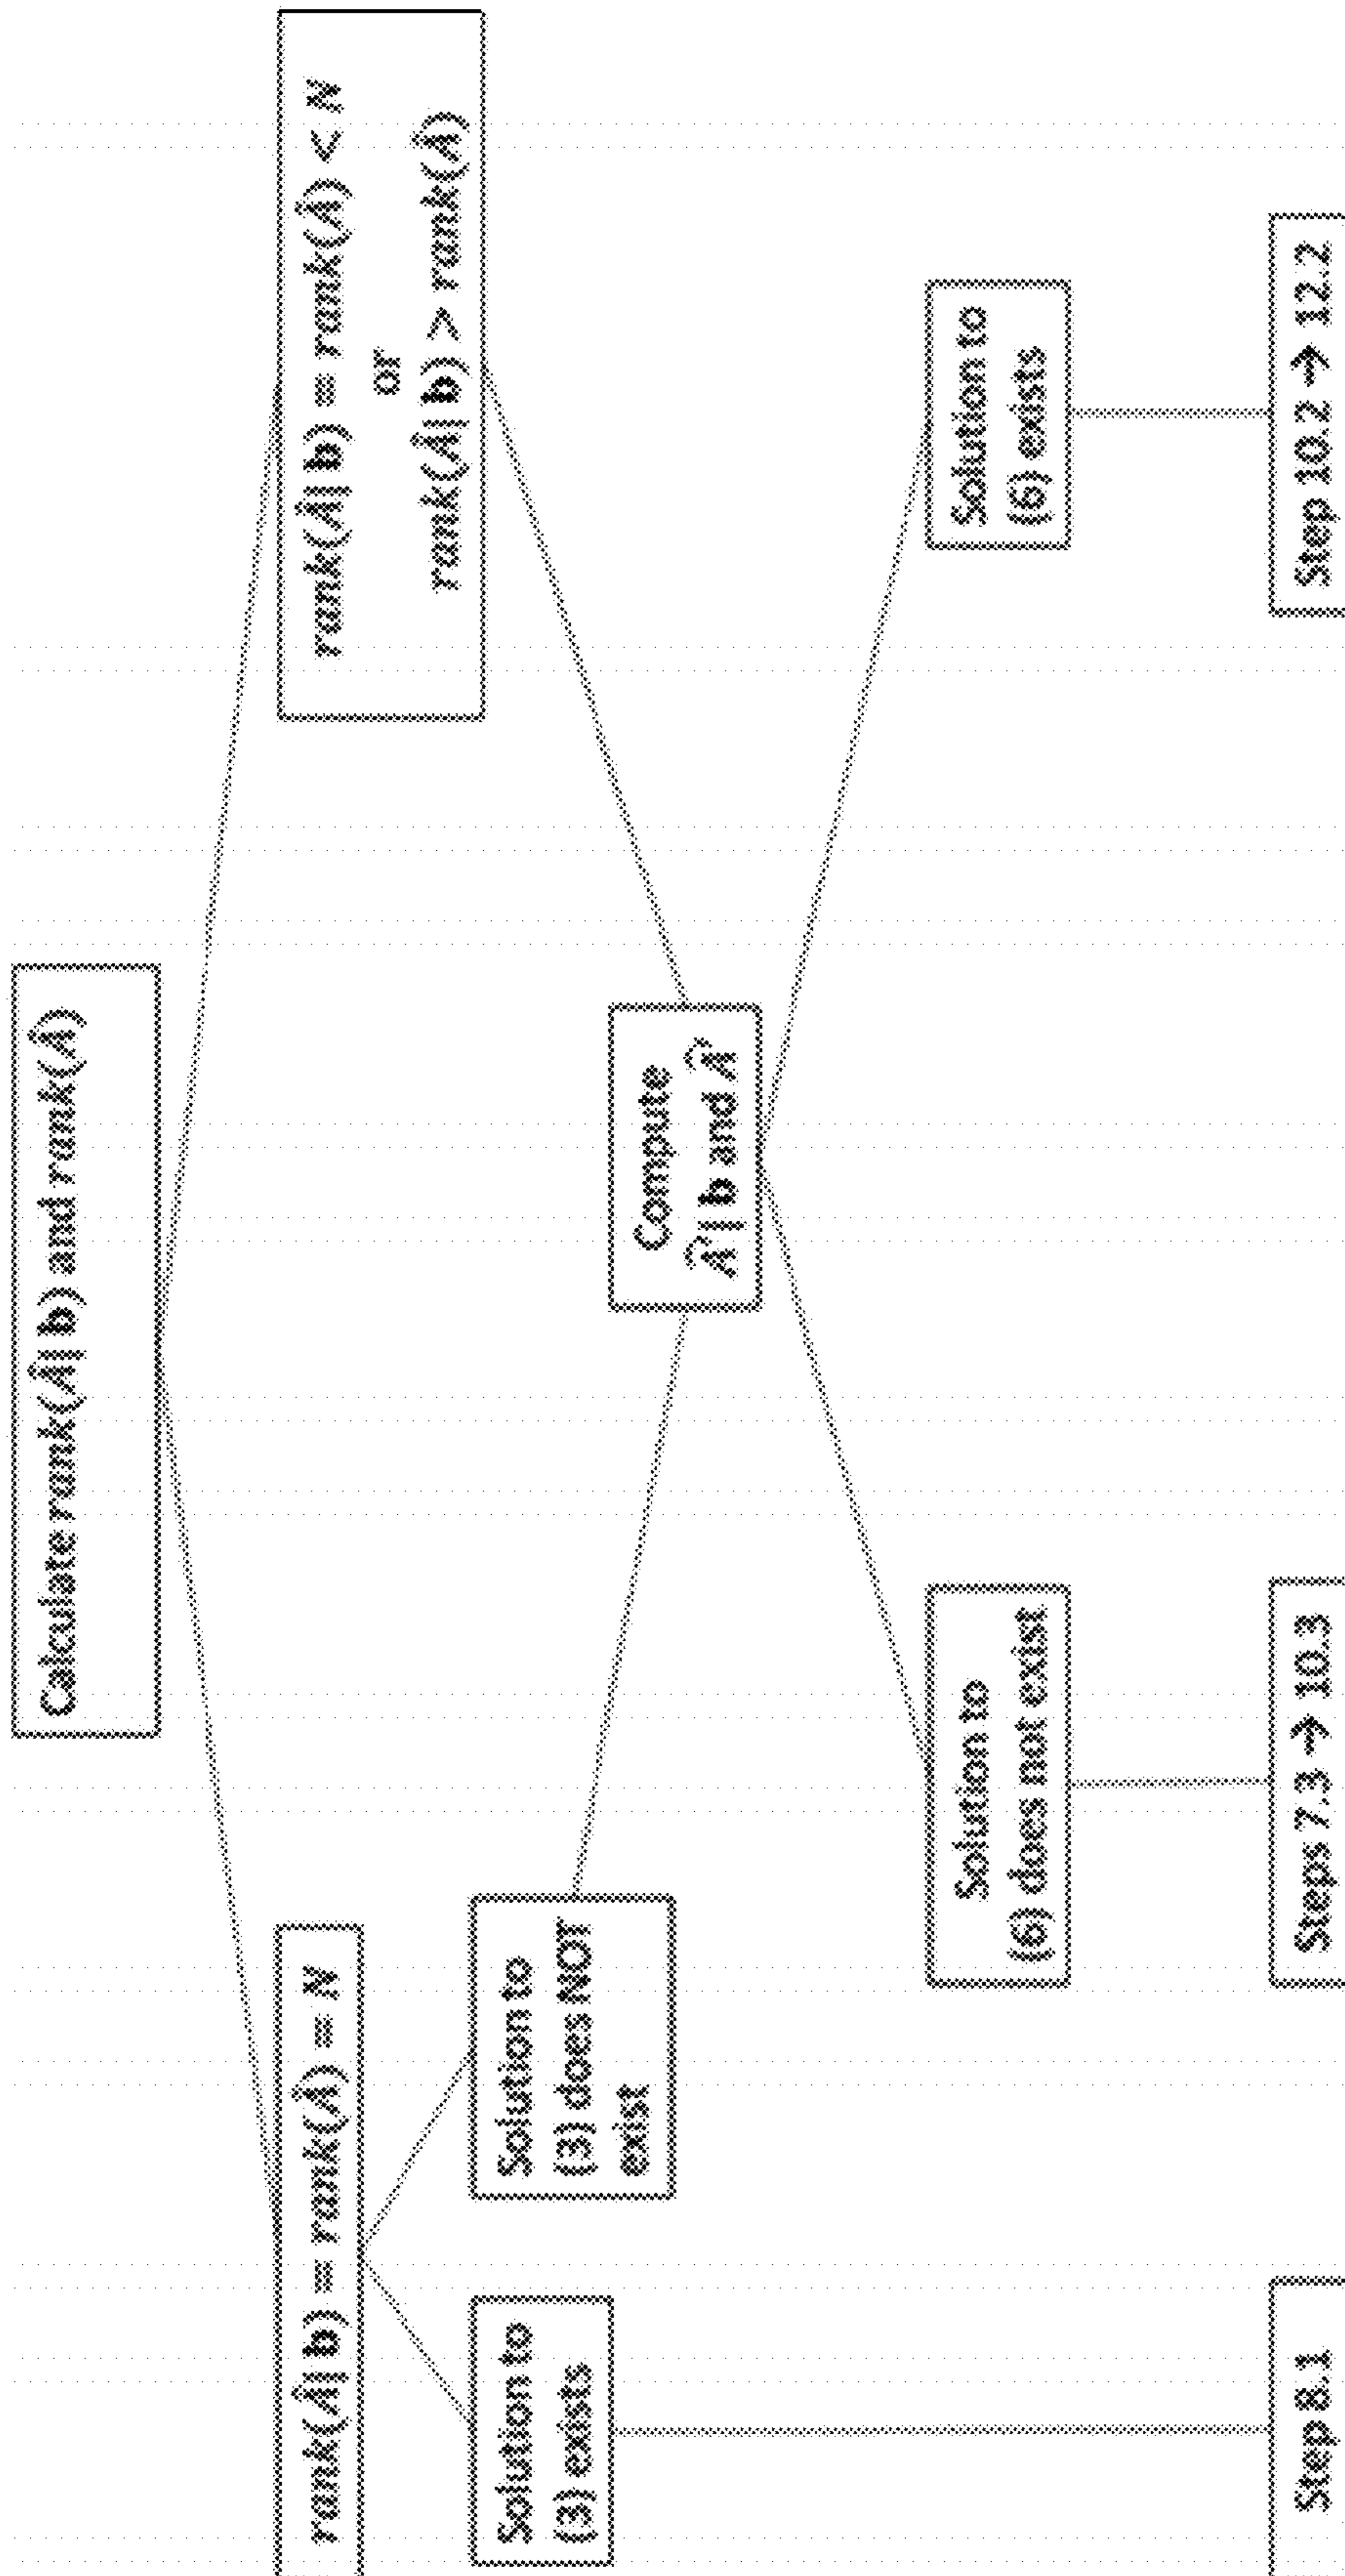 Calculate rank(Â| b) and rank(Â)
rank(Â| b) = rank(Â) = N
rank(Â| b) = rank(Â) < N
or
rank(Â| b) > rank(Â)
Solution to
(3) exists
Solution to
(3) does NOT
exist
Compute
Â'| b and Â'
Solution to
(6) does not exist
Solution to
(6) exists
Step 8.1
Steps 7.3 → 10.3
Step 10.2 → 12.2